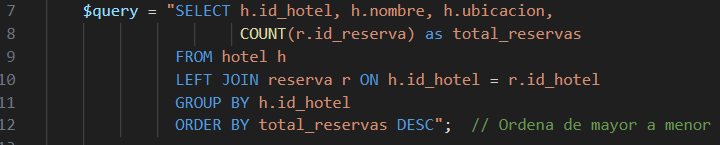 7 $query = "SELECT h.id_hotel, h.nombre, h.ubicacion,
8 COUNT(r.id_reserva) as total_reservas
9 FROM hotel h
10 LEFT JOIN reserva r ON h.id_hotel = r.id_hotel
11 GROUP BY h.id_hotel
12 ORDER BY total_reservas DESC"; // Ordena de mayor a menor